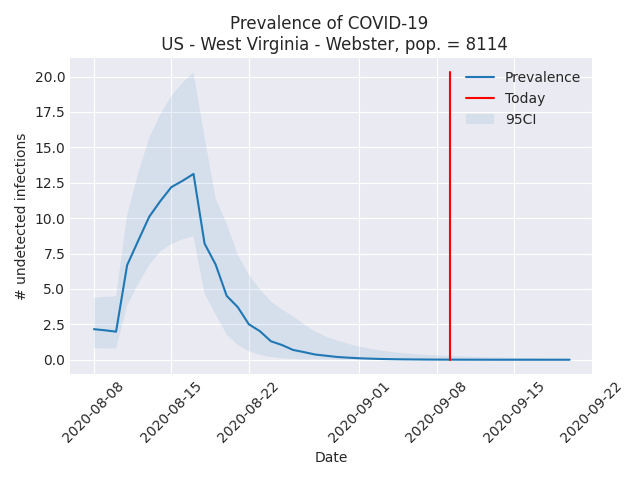 Prevalence of COVID-19
US - West Virginia - Webster, pop. = 8114
20.0
17.5
15.0
12.5
10.0
7.5
5.0
2.5
0.0
# undetected infections
Prevalence
Today
95CI
2020-08-08
2020-08-15
2020-08-22
2020-09-01
2020-09-08
2020-09-15
2020-09-22
Date